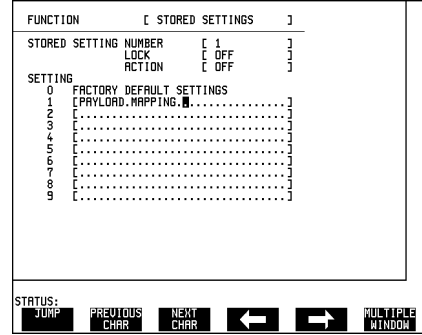 FUNCTION [ STORED SETTINGS ]
STORED SETTING NUMBER [ 1 ]
LOCK [ OFF ]
ACTION [ OFF ]
SETTING
0 FACTORY DEFAULT SETTINGS
1 [PAYLOAD.MAPPING................]
2 [................................]
3 [................................]
4 [................................]
5 [................................]
6 [................................]
7 [................................]
8 [................................]
9 [................................]
STATUS:
JUMP PREVIOUS CHAR NEXT CHAR MULTIPLE WINDOW